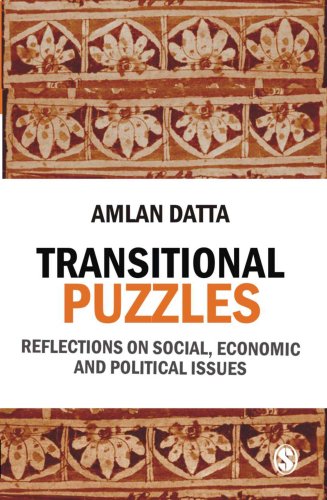 AMLAN DATTA
TRANSITIONAL
PUZZLES
REFLECTIONS ON SOCIAL, ECONOMIC
AND POLITICAL ISSUES
S